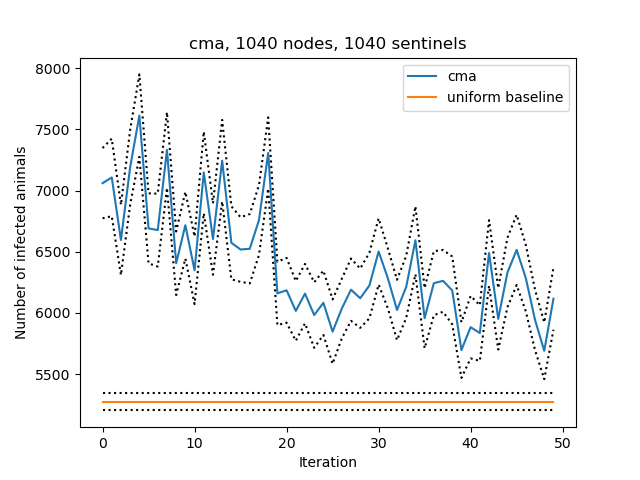 cma, 1040 nodes, 1040 sentinels
cma
uniform baseline
Number of infected animals
8000
7500
7000
6500
6000
5500
0 10 20 30 40 50
Iteration